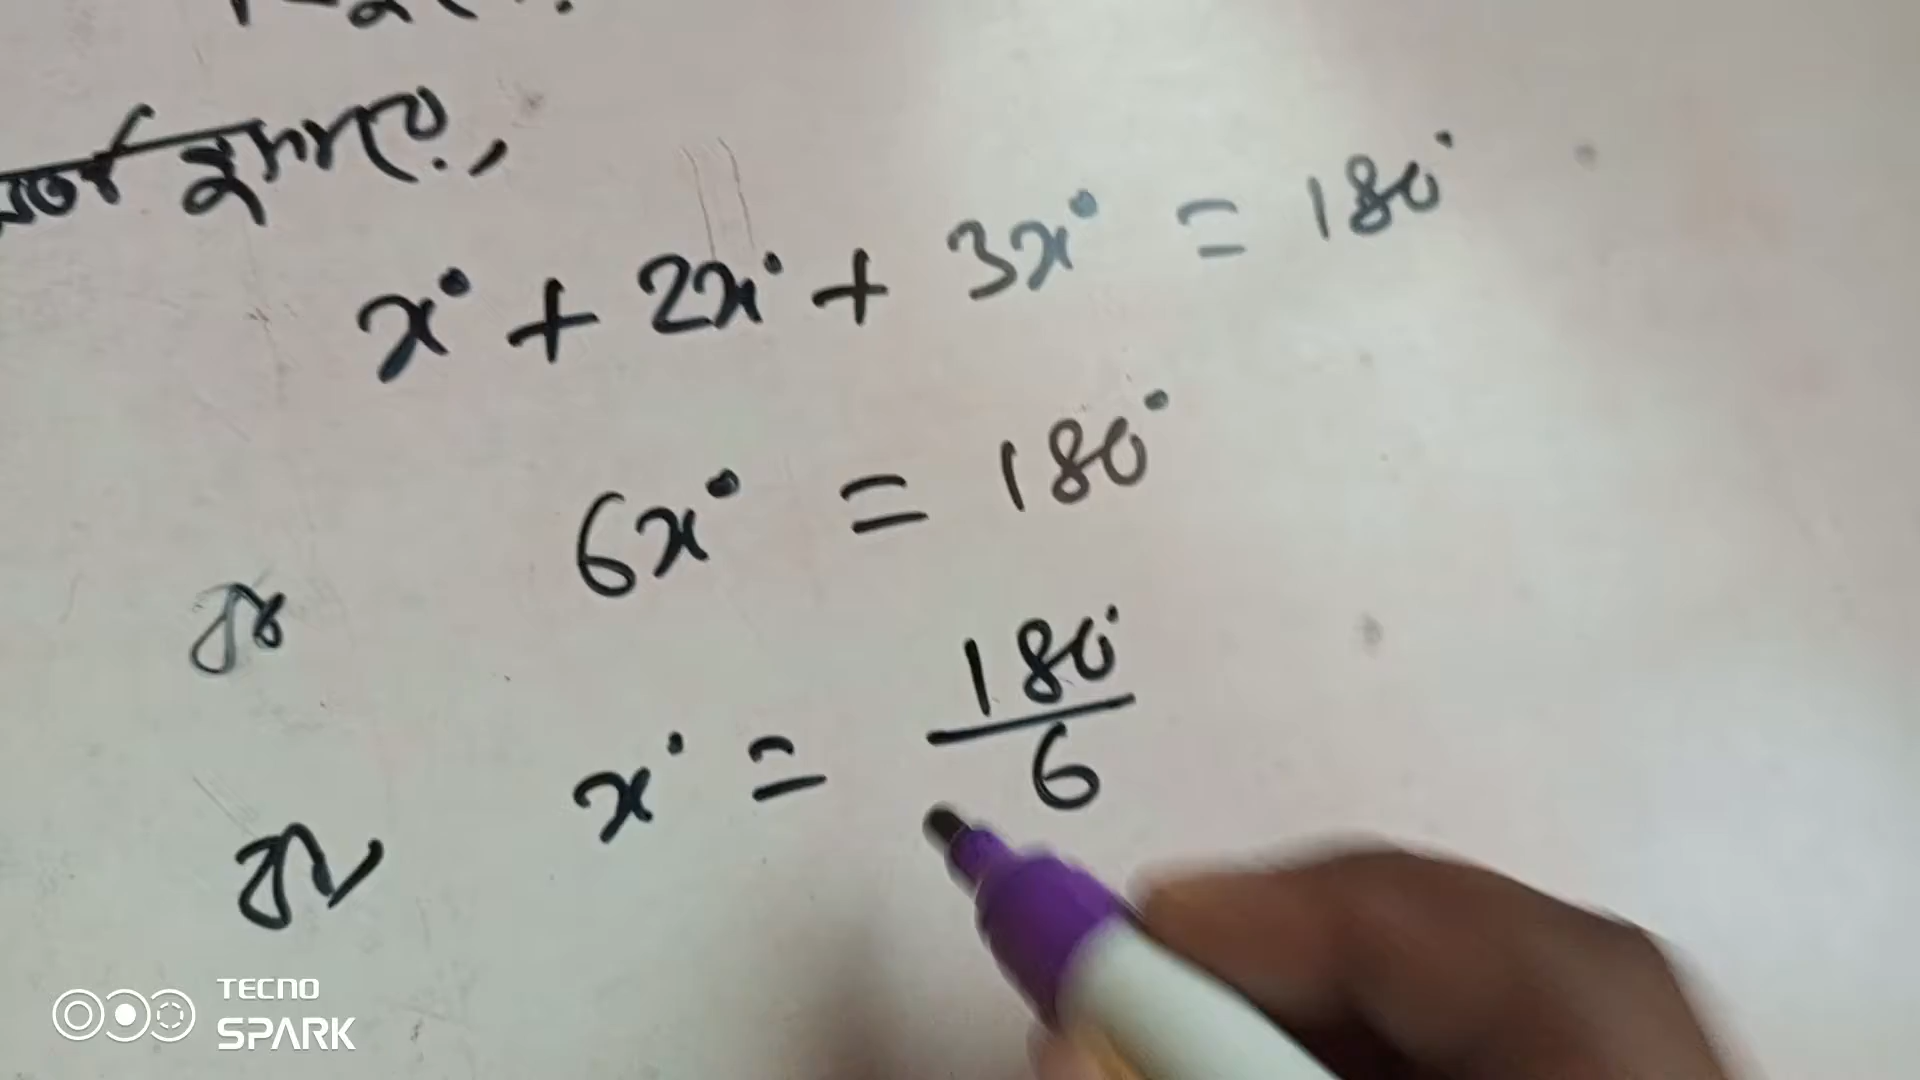 x° + 2x° + 3x° = 180°
6x° = 180°
বা
x° = 180°/6
বা
TECNO
SPARK